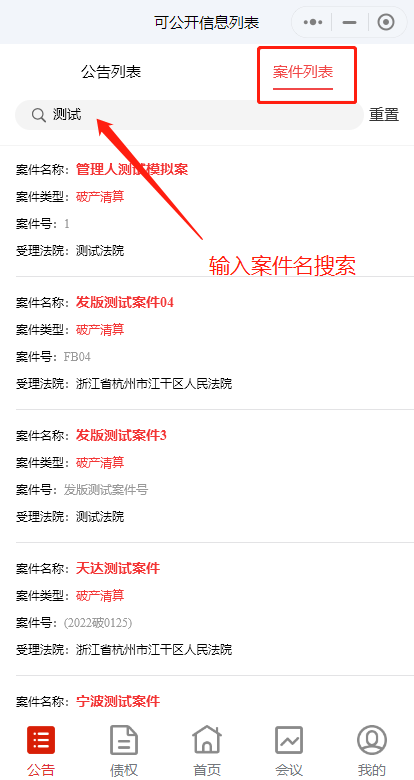 可公开信息列表
公告列表 案件列表
测试 重置
案件名称：管理人测试模拟案
案件类型：破产清算
案件号：1
受理法院：测试法院
输入案件名搜索
案件名称：发版测试案件04
案件类型：破产清算
案件号：FB04
受理法院：浙江省杭州市江干区人民法院
案件名称：发版测试案件3
案件类型：破产清算
案件号：发版测试案件号
受理法院：测试法院
案件名称：天达测试案件
案件类型：破产清算
案件号：(2022破0125)
受理法院：浙江省杭州市江干区人民法院
案件名称：宁波测试案件
公告 债权 首页 会议 我的